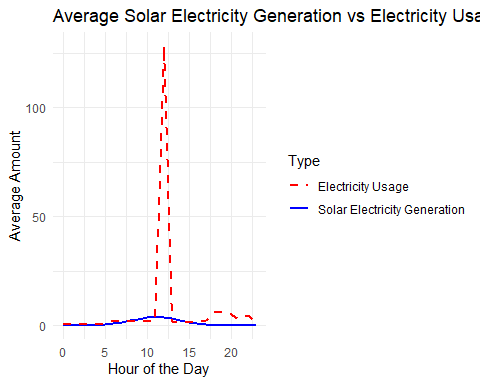 Average Solar Electricity Generation vs Electricity Usa
100
50
0
0 5 10 15 20
Average Amount
Hour of the Day
Type
Electricity Usage
Solar Electricity Generation